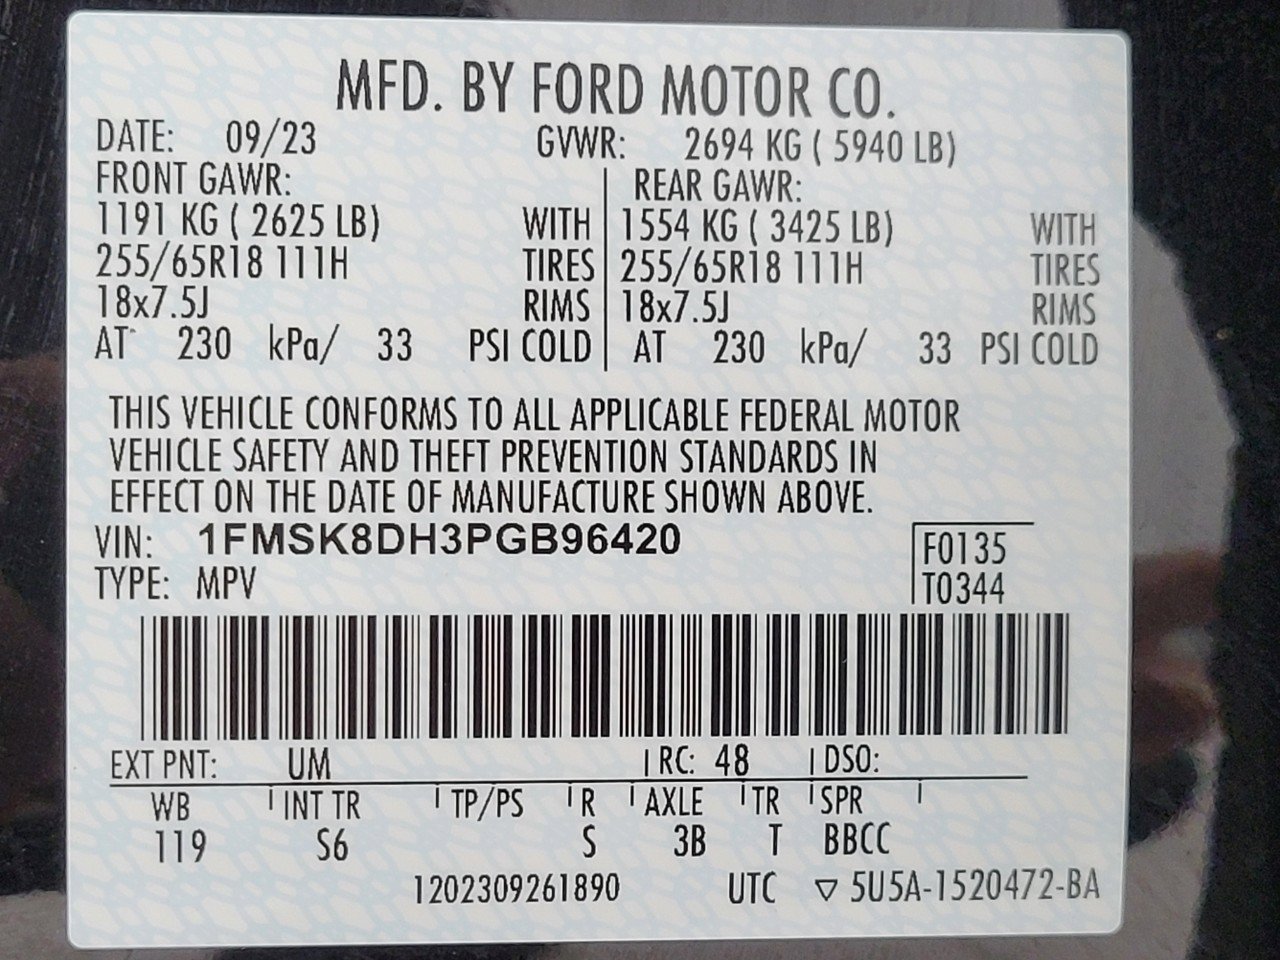 MFD. BY FORD MOTOR CO.
DATE: 09/23 GVWR: 2694 KG ( 5940 LB)
FRONT GAWR: REAR GAWR:
1191 KG ( 2625 LB) WITH 1554 KG ( 3425 LB) WITH
255/65R18 111H TIRES 255/65R18 111H TIRES
18x7.5J RIMS 18x7.5J RIMS
AT 230 kPa/ 33 PSI COLD AT 230 kPa/ 33 PSI COLD
THIS VEHICLE CONFORMS TO ALL APPLICABLE FEDERAL MOTOR
VEHICLE SAFETY AND THEFT PREVENTION STANDARDS IN
EFFECT ON THE DATE OF MANUFACTURE SHOWN ABOVE.
VIN: 1FMSK8DH3PGB96420 F0135
TYPE: MPV T0344
EXT PNT: UM RC: 48 DSO:
WB INT TR TP/PS R AXLE TR SPR
119 S6 S 3B T BBCC
1202309261890 UTC ▽ 5U5A-1520472-BA